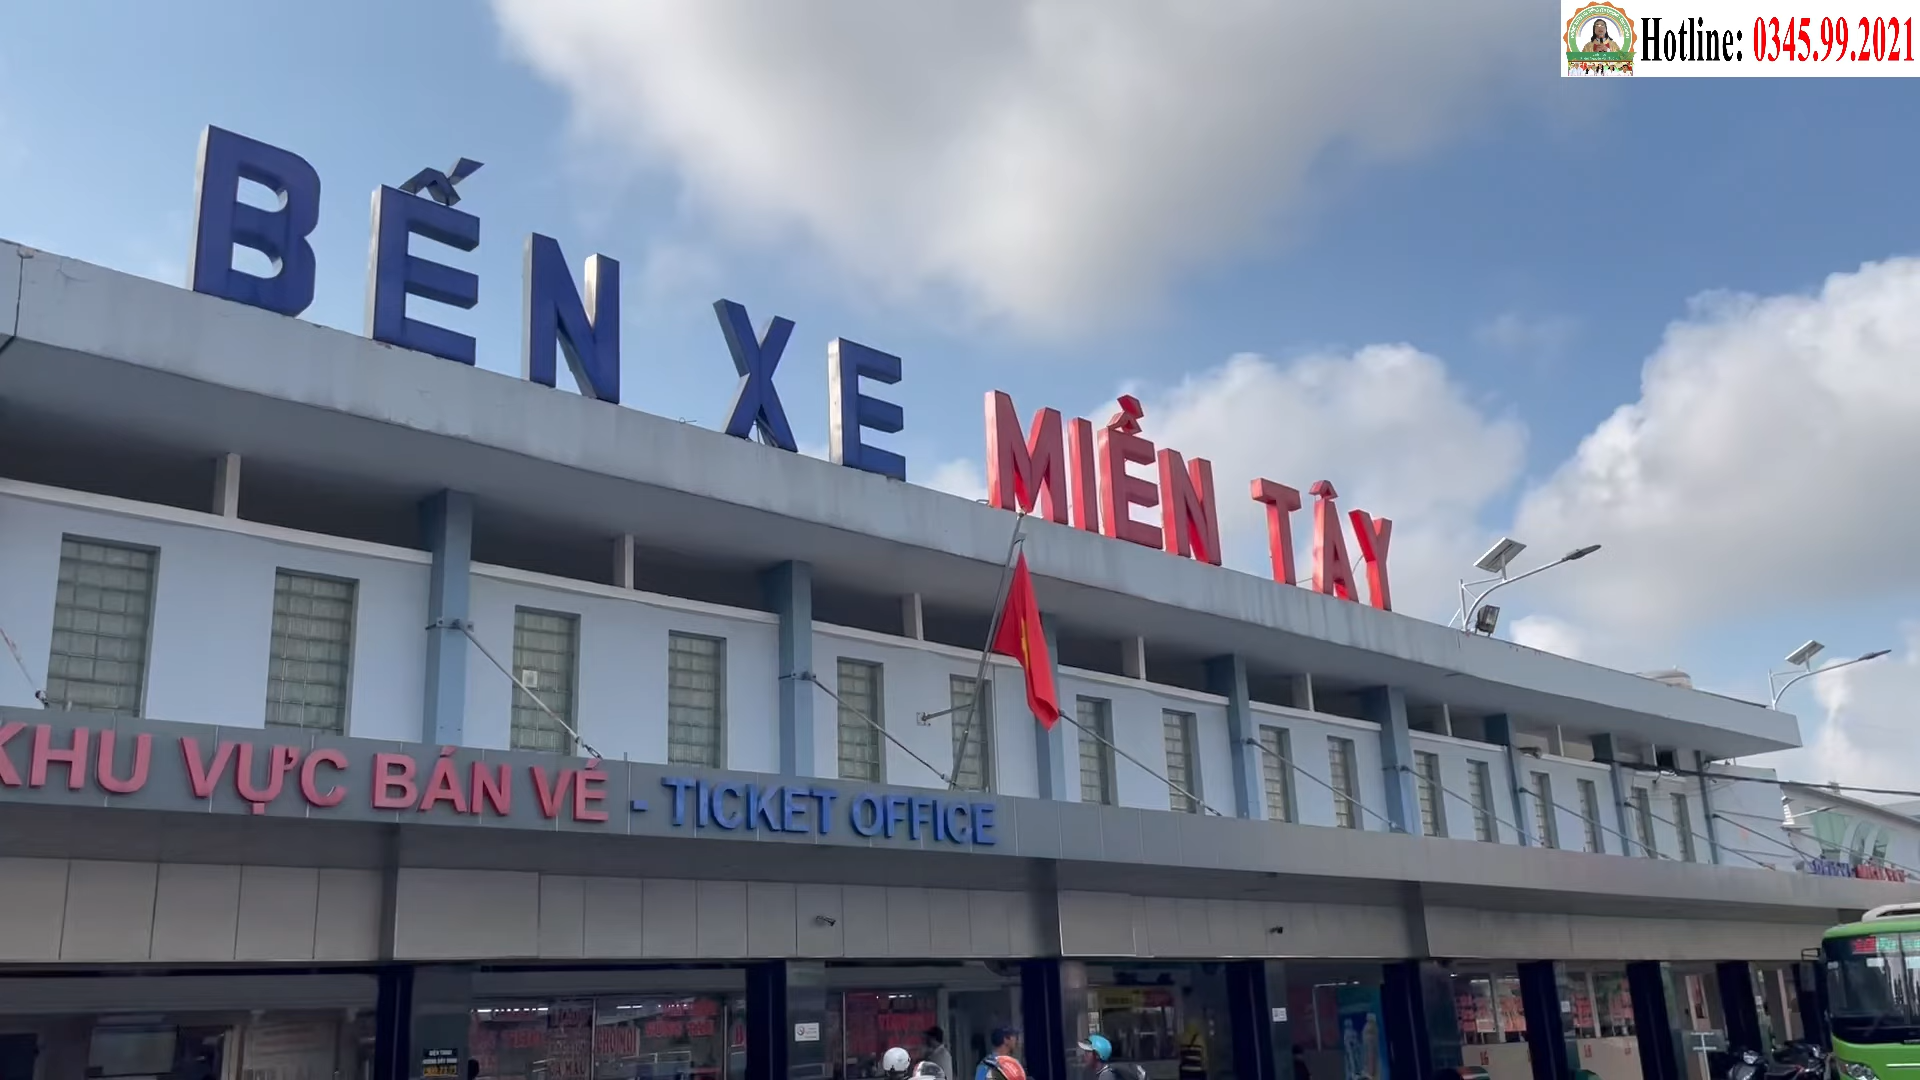 Hotline: 0345.99.2021
BẾN XE MIỀN TÂY
KHU VỰC BÁN VÉ - TICKET OFFICE